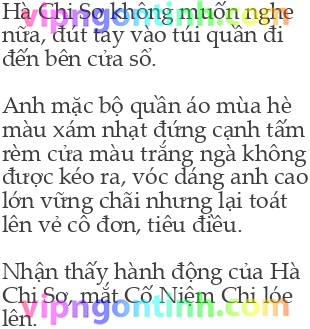 Hà Chi Sơ không muốn nghe
nữa, đút tay vào túi quần đi
đến bên cửa sổ.
Anh mặc bộ quần áo mùa hè
màu xám nhạt đứng cạnh tấm
rèm cửa màu trắng ngà không
được kéo ra, vóc dáng anh cao
lớn vững chãi nhưng lại toát
lên vẻ cô đơn, tiêu điều.
Nhận thấy hành động của Hà
Chi Sơ, mắt Cố Niệm Chi lóe
lên.
vipngontinh.com
vipngontinh.com